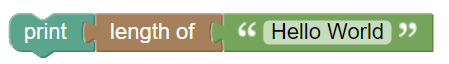 print length of “ Hello World ”